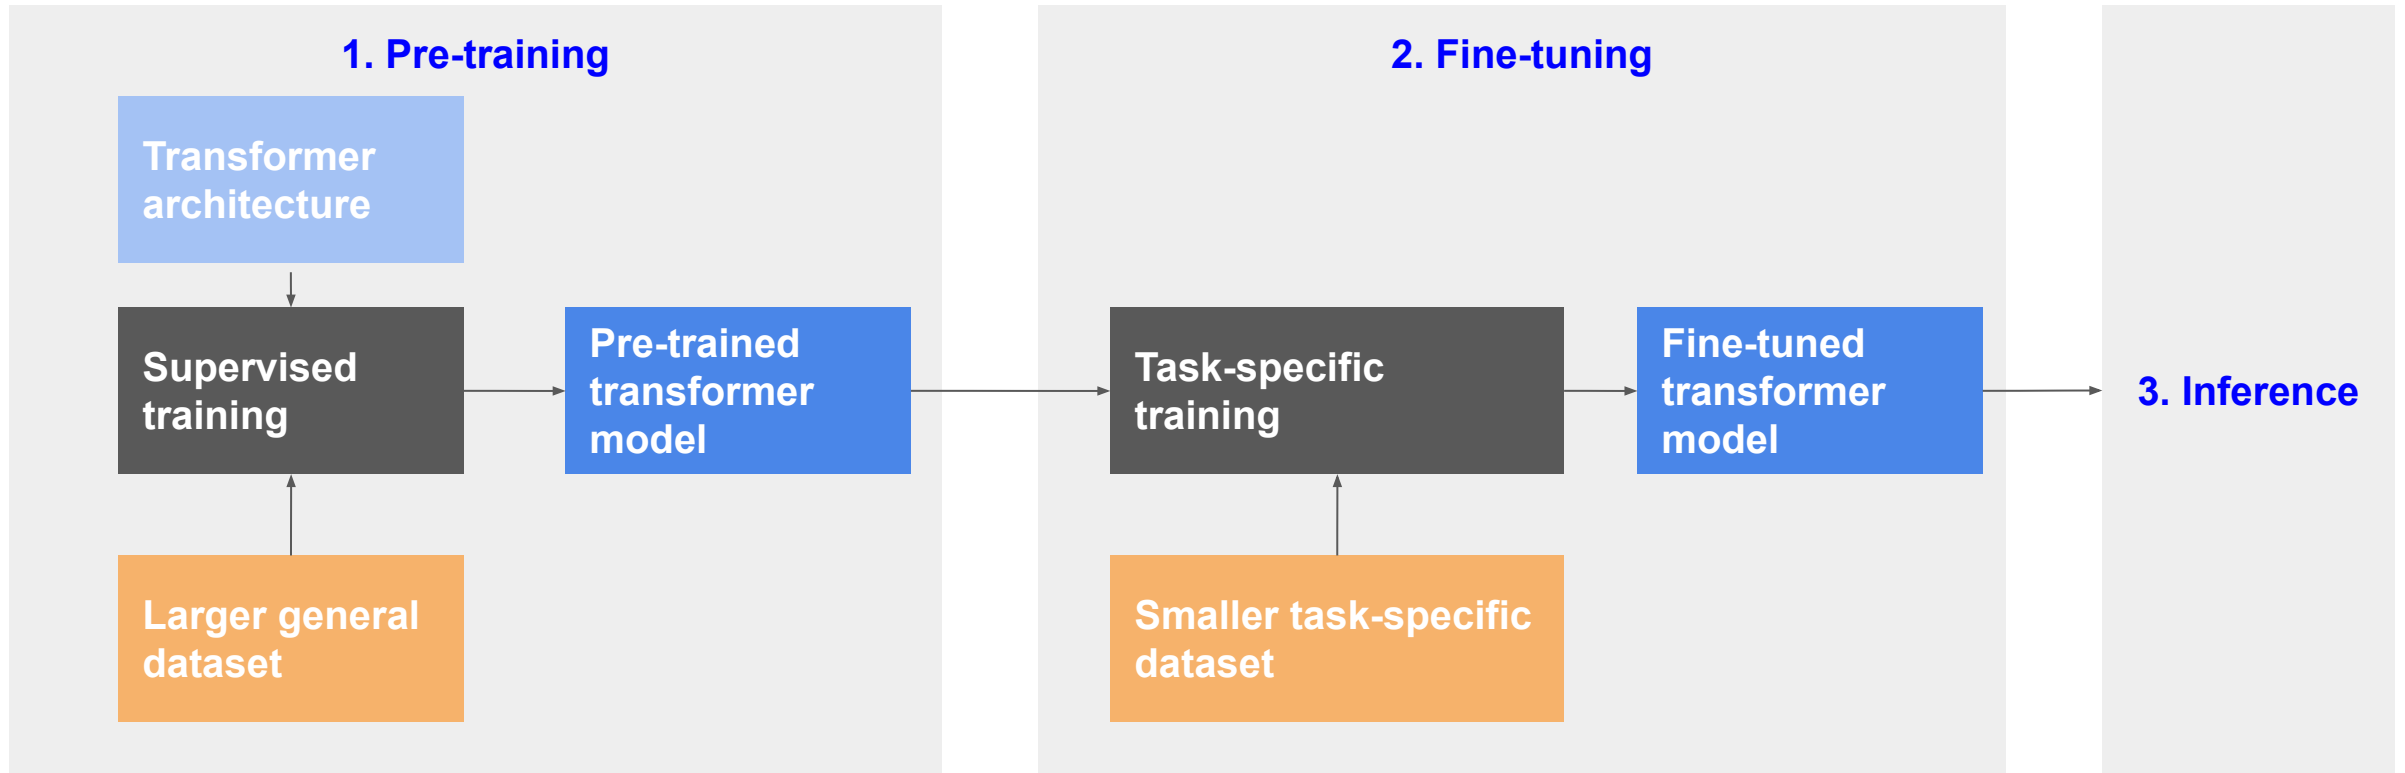 1. Pre-training
Transformer
architecture
Supervised
training
Larger general
dataset
Pre-trained
transformer
model
2. Fine-tuning
Task-specific
training
Smaller task-specific
dataset
Fine-tuned
transformer
model
3. Inference